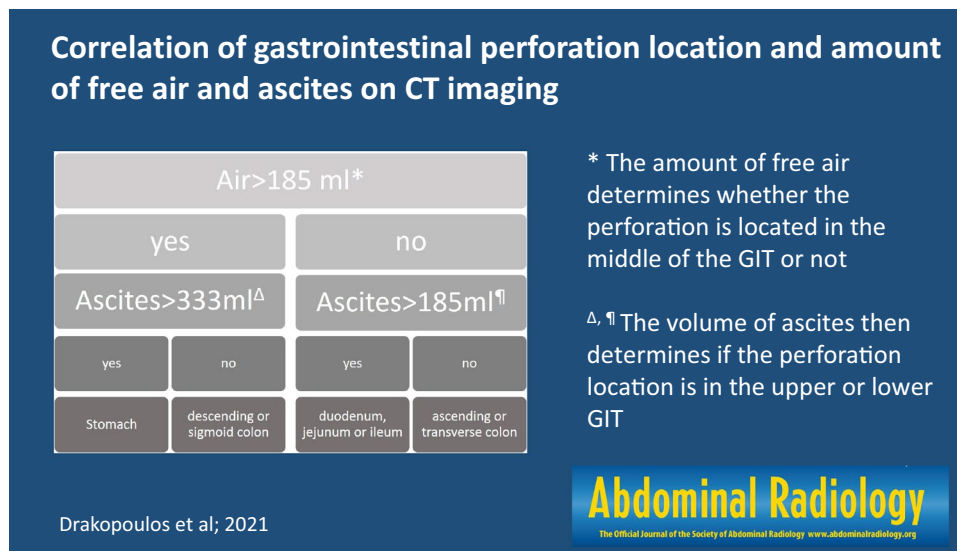 Correlation of gastrointestinal perforation location and amount
of free air and ascites on CT imaging
Air>185 ml*
yes
no
Ascites>333mlΔ
Ascites>185ml¶
yes
no
yes
no
Stomach
descending or
sigmoid colon
duodenum,
jejunum or ileum
ascending or
transverse colon
* The amount of free air
determines whether the
perforation is located in the
middle of the GIT or not
Δ, ¶ The volume of ascites then
determines if the perforation
location is in the upper or lower
GIT
Drakopoulos et al; 2021
Abdominal Radiology
The Official Journal of the Society of Abdominal Radiology www.abdominalradiology.org